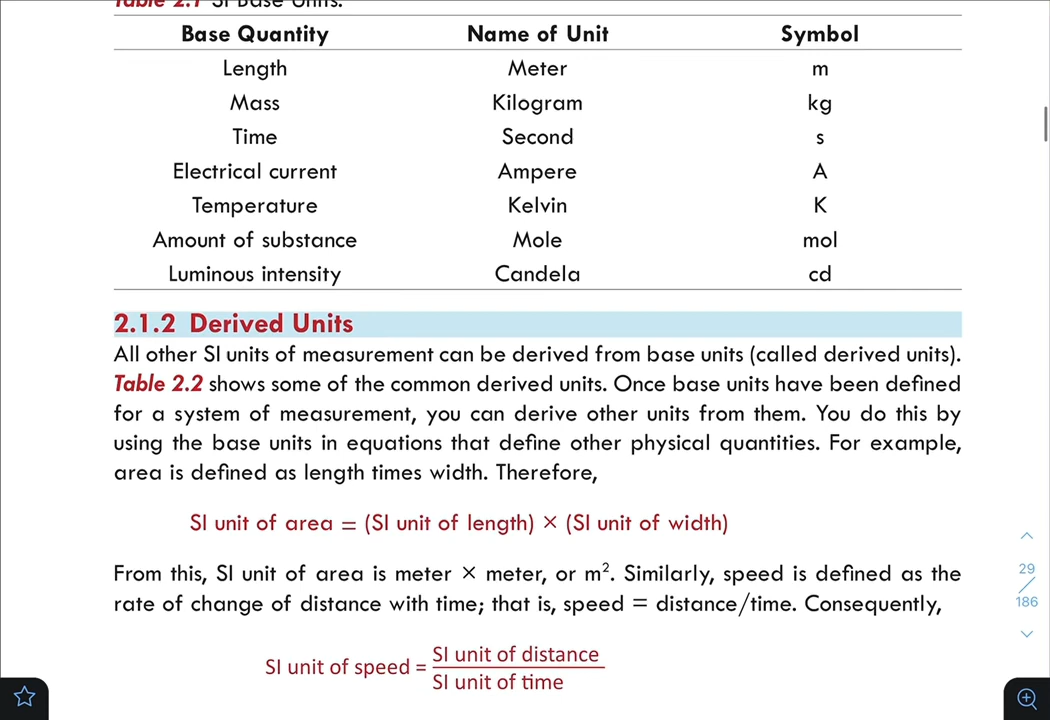 Table 2.1 SI Base Units.
Base Quantity Name of Unit Symbol
Length Meter m
Mass Kilogram kg
Time Second s
Electrical current Ampere A
Temperature Kelvin K
Amount of substance Mole mol
Luminous intensity Candela cd
2.1.2 Derived Units
All other SI units of measurement can be derived from base units (called derived units).
Table 2.2 shows some of the common derived units. Once base units have been defined
for a system of measurement, you can derive other units from them. You do this by
using the base units in equations that define other physical quantities. For example,
area is defined as length times width. Therefore,
SI unit of area = (SI unit of length) × (SI unit of width)
From this, SI unit of area is meter × meter, or m². Similarly, speed is defined as the
rate of change of distance with time; that is, speed = distance/time. Consequently,
SI unit of speed = SI unit of distance
SI unit of time
29
186